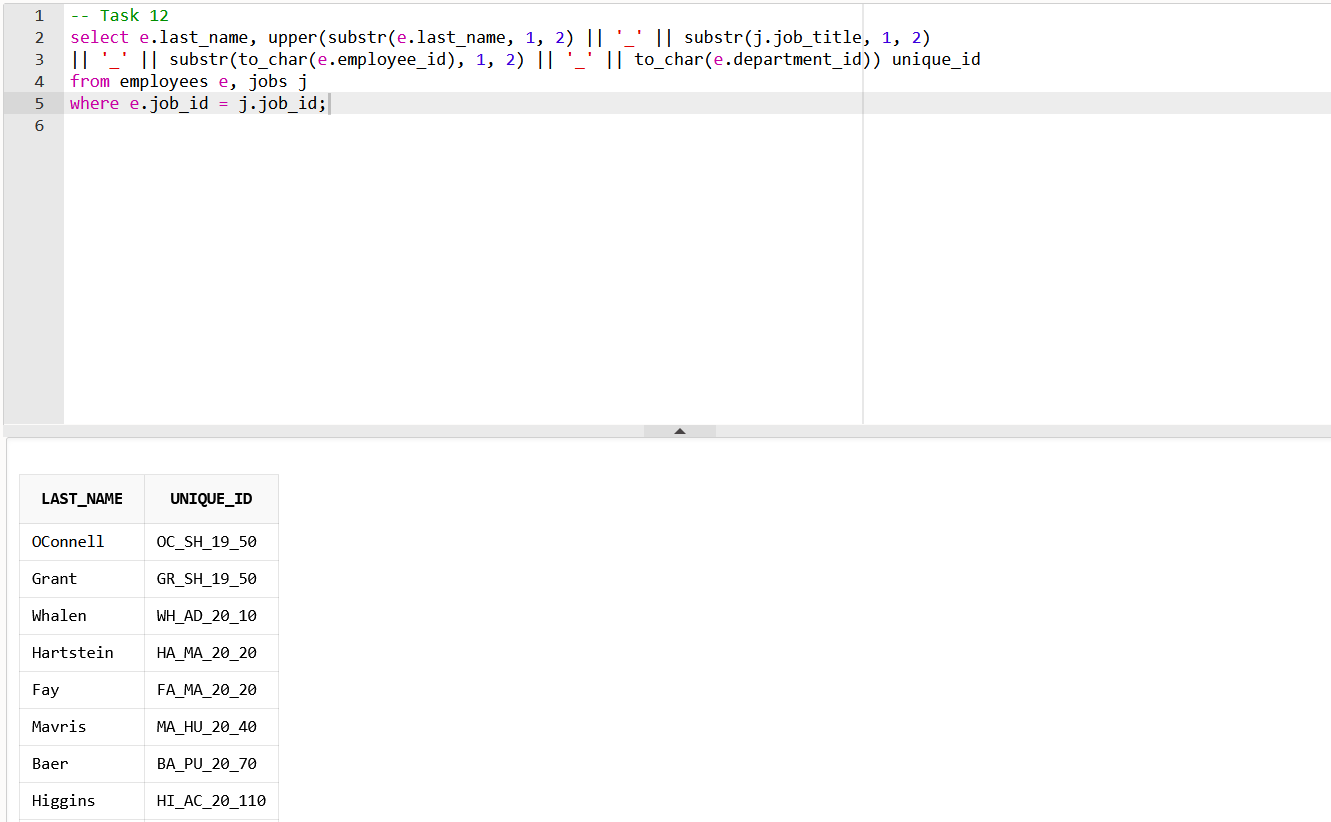 1 -- Task 12
2 select e.last_name, upper(substr(e.last_name, 1, 2) || '_' || substr(j.job_title, 1, 2)
3 || '_' || substr(to_char(e.employee_id), 1, 2) || '_' || to_char(e.department_id)) unique_id
4 from employees e, jobs j
5 where e.job_id = j.job_id;
6
LAST_NAME UNIQUE_ID
OConnell OC_SH_19_50
Grant GR_SH_19_50
Whalen WH_AD_20_10
Hartstein HA_MA_20_20
Fay FA_MA_20_20
Mavris MA_HU_20_40
Baer BA_PU_20_70
Higgins HI_AC_20_110